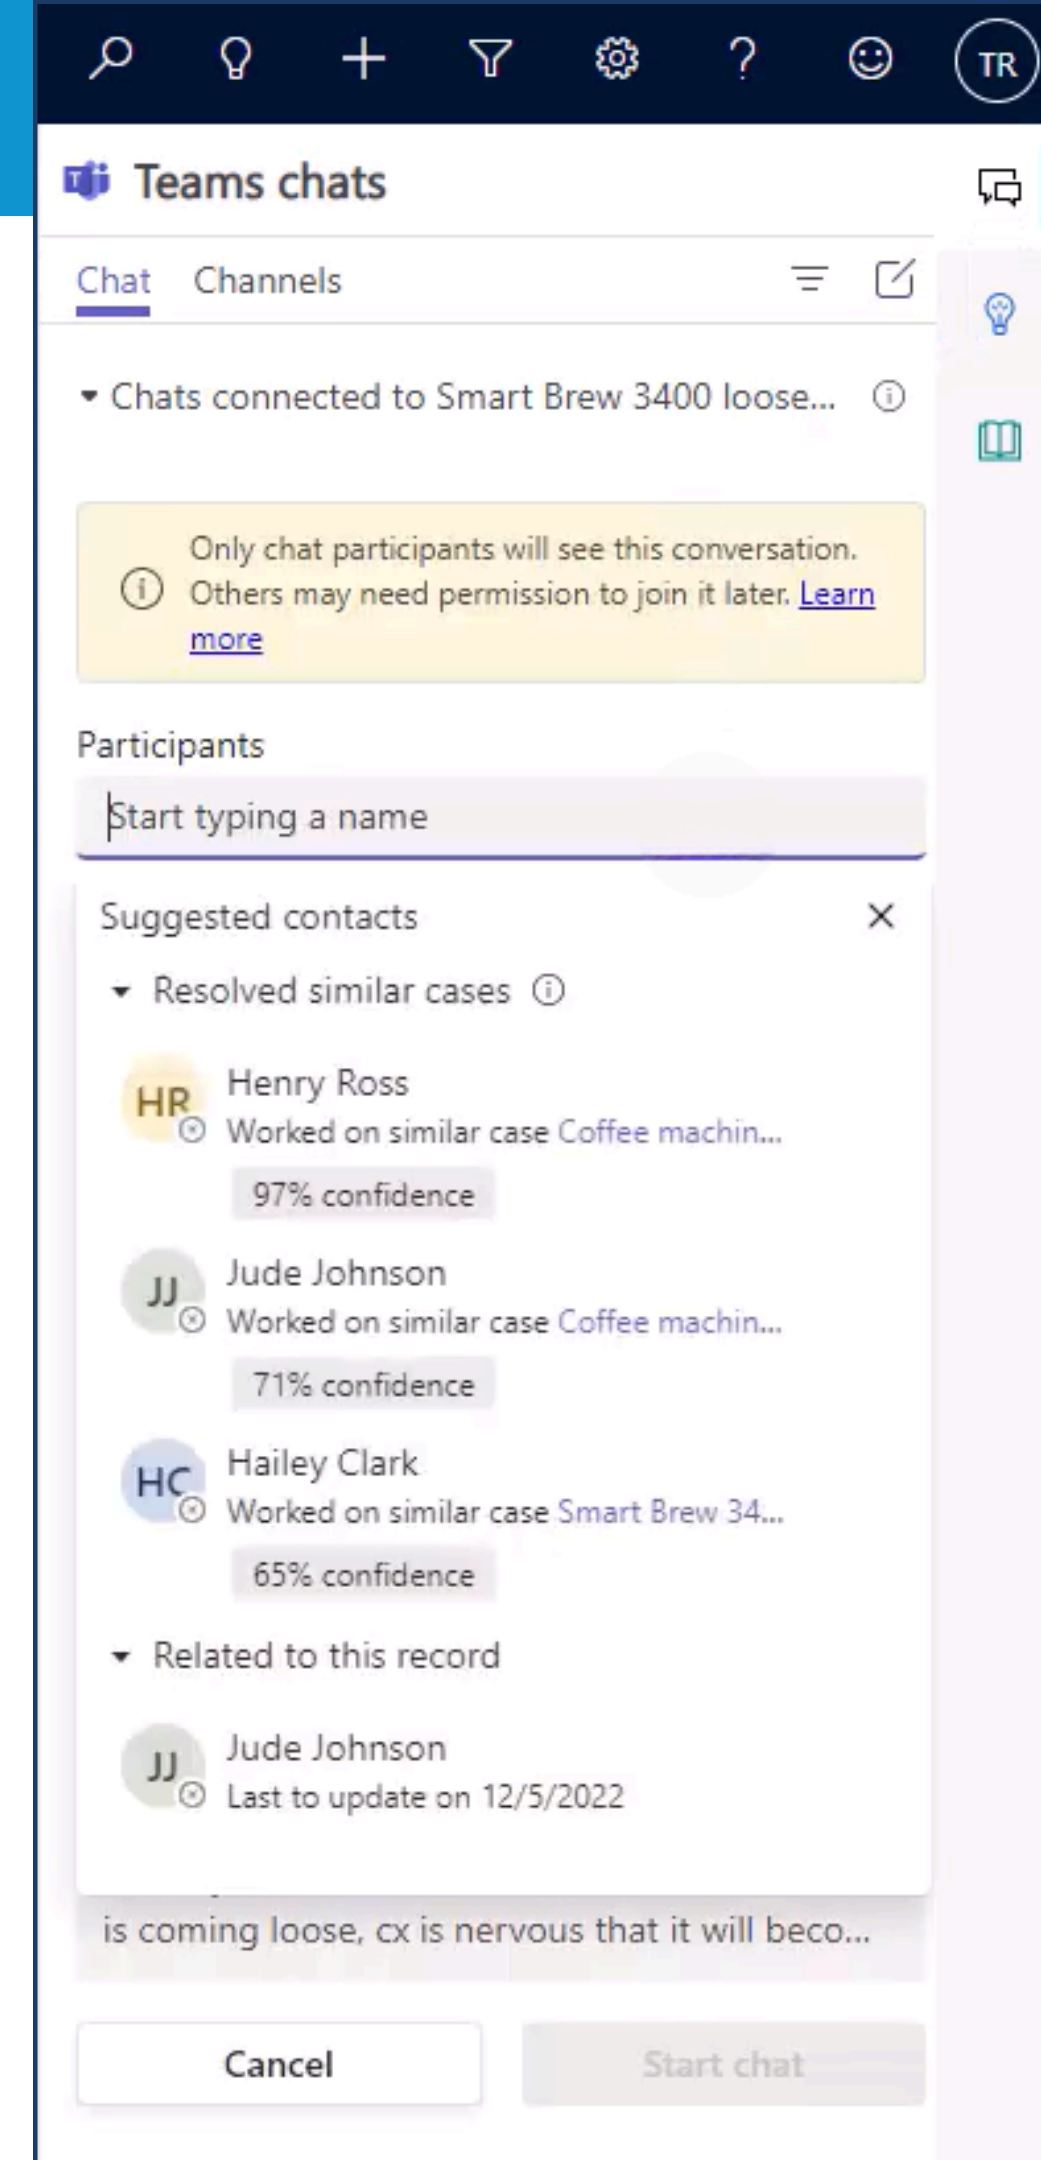 TR
Teams chats
Chat Channels
Chats connected to Smart Brew 3400 loose...
Only chat participants will see this conversation.
Others may need permission to join it later. Learn
more
Participants
Start typing a name
Suggested contacts
Resolved similar cases
HR
Henry Ross
Worked on similar case Coffee machin...
97% confidence
JJ
Jude Johnson
Worked on similar case Coffee machin...
71% confidence
HC
Hailey Clark
Worked on similar case Smart Brew 34...
65% confidence
Related to this record
JJ
Jude Johnson
Last to update on 12/5/2022
is coming loose, cx is nervous that it will beco...
Cancel
Start chat